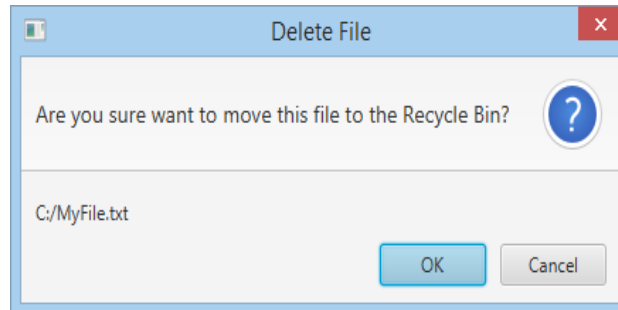 Delete File
Are you sure want to move this file to the Recycle Bin?
C:/MyFile.txt
OK
Cancel